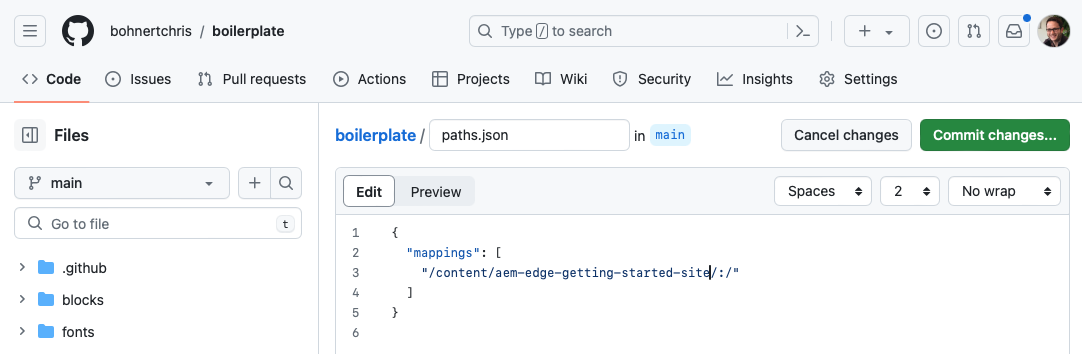 bohnertchris / boilerplate
Type / to search
Code
Issues
Pull requests
Actions
Projects
Wiki
Security
Insights
Settings
Files
main
Go to file
t
.github
blocks
fonts
boilerplate / paths.json in main
Cancel changes
Commit changes...
Edit
Preview
Spaces
2
No wrap
1 {
2 "mappings": [
3 "/content/aem-edge-getting-started-site/:/"
4 ]
5 }
6